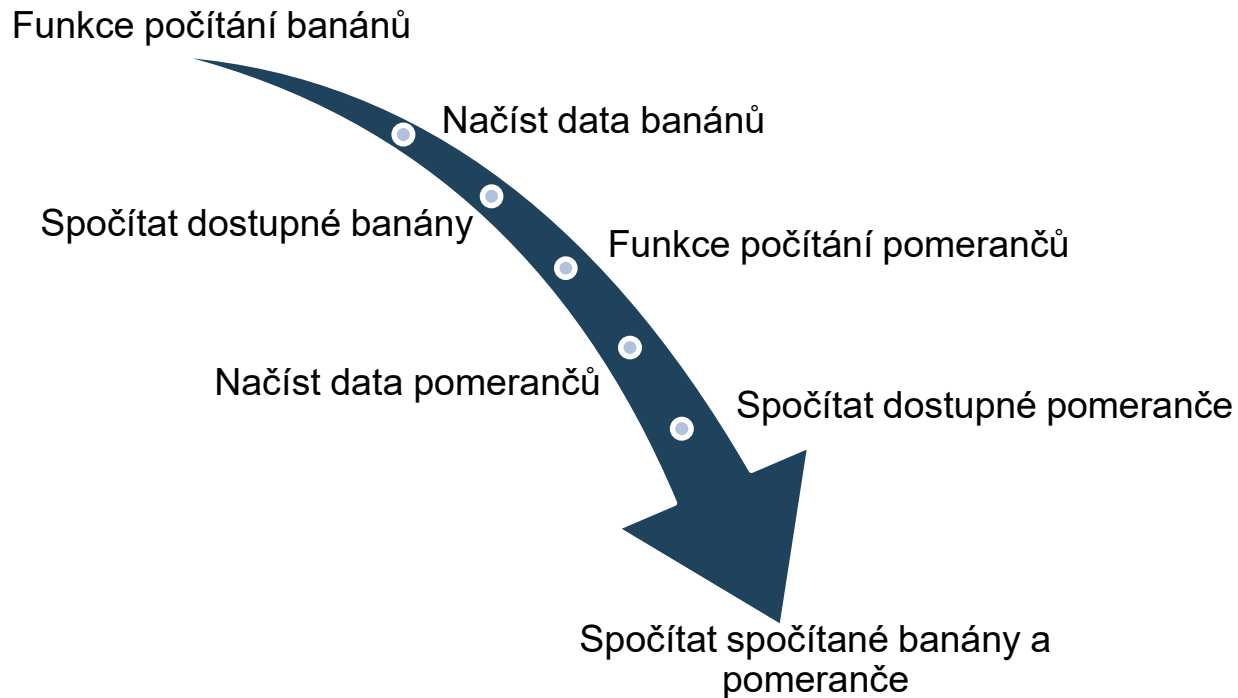 Funkce počítání banánů
Načíst data banánů
Spočítat dostupné banány
Funkce počítání pomerančů
Načíst data pomerančů
Spočítat dostupné pomeranče
Spočítat spočítané banány a
pomeranče